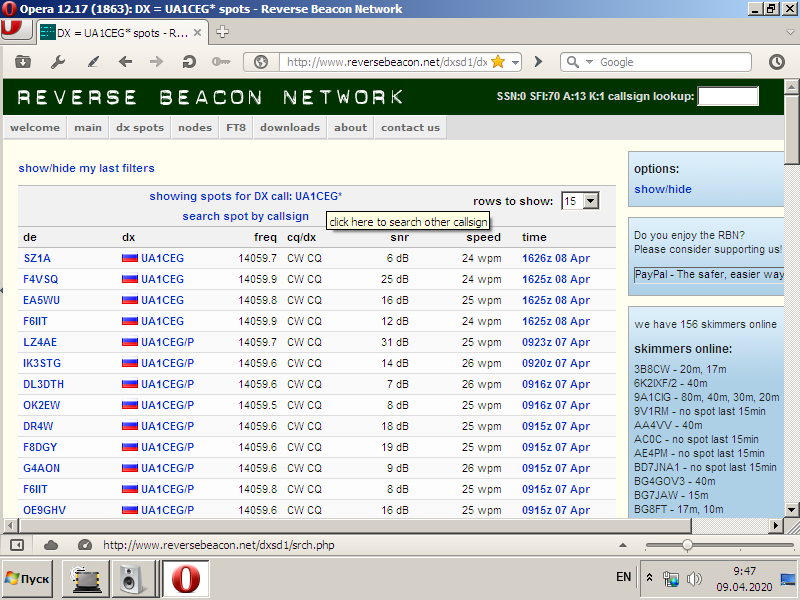 Opera 12.17 (1863): DX = UA1CEG* spots - Reverse Beacon Network
DX = UA1CEG* spots - R...
http://www.reversebeacon.net/dxsd1/dx
Google
REVERSE BEACON NETWORK
SSN:0 SFI:70 A:13 K:1 callsign lookup:
welcome main dx spots nodes FT8 downloads about contact us
show/hide my last filters
showing spots for DX call: UA1CEG*
search spot by callsign
rows to show: 15
click here to search other callsign
de dx freq cq/dx snr speed time
SZ1A UA1CEG 14059.7 CW CQ 6 dB 24 wpm 1626z 08 Apr
F4VSQ UA1CEG 14059.9 CW CQ 25 dB 24 wpm 1625z 08 Apr
EA5WU UA1CEG 14059.8 CW CQ 16 dB 25 wpm 1625z 08 Apr
F6IIT UA1CEG 14059.9 CW CQ 12 dB 24 wpm 1625z 08 Apr
LZ4AE UA1CEG/P 14059.7 CW CQ 31 dB 25 wpm 0923z 07 Apr
IK3STG UA1CEG/P 14059.6 CW CQ 14 dB 26 wpm 0920z 07 Apr
DL3DTH UA1CEG/P 14059.6 CW CQ 7 dB 26 wpm 0916z 07 Apr
OK2EW UA1CEG/P 14059.5 CW CQ 8 dB 25 wpm 0916z 07 Apr
DR4W UA1CEG/P 14059.6 CW CQ 18 dB 25 wpm 0915z 07 Apr
F8DGY UA1CEG/P 14059.6 CW CQ 19 dB 25 wpm 0915z 07 Apr
G4AON UA1CEG/P 14059.6 CW CQ 9 dB 26 wpm 0915z 07 Apr
F6IIT UA1CEG/P 14059.8 CW CQ 8 dB 26 wpm 0915z 07 Apr
OE9GHV UA1CEG/P 14059.6 CW CQ 16 dB 25 wpm 0915z 07 Apr
options:
show/hide
Do you enjoy the RBN?
Please consider supporting us!
PayPal - The safer, easier way
we have 156 skimmers online
skimmers online:
3B8CW - 20m, 17m
6K2IXF/2 - 40m
9A1CIG - 80m, 40m, 30m, 20m
9V1RM - no spot last 15min
AA4VV - 40m
AC0C - no spot last 15min
AE4PM - no spot last 15min
BD7JNA1 - no spot last 15min
BG4GOV3 - 40m
BG7JAW - 15m
BG8FT - 17m, 10m
http://www.reversebeacon.net/dxsd1/srch.php
Пуск
EN
9:47
09.04.2020